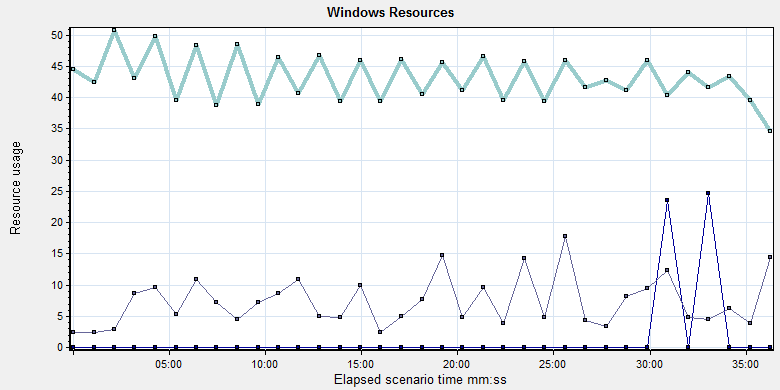 Windows Resources
50
45
40
35
30
25
20
15
10
5
0
Resource usage
05:00 10:00 15:00 20:00 25:00 30:00 35:00
Elapsed scenario time mm:ss